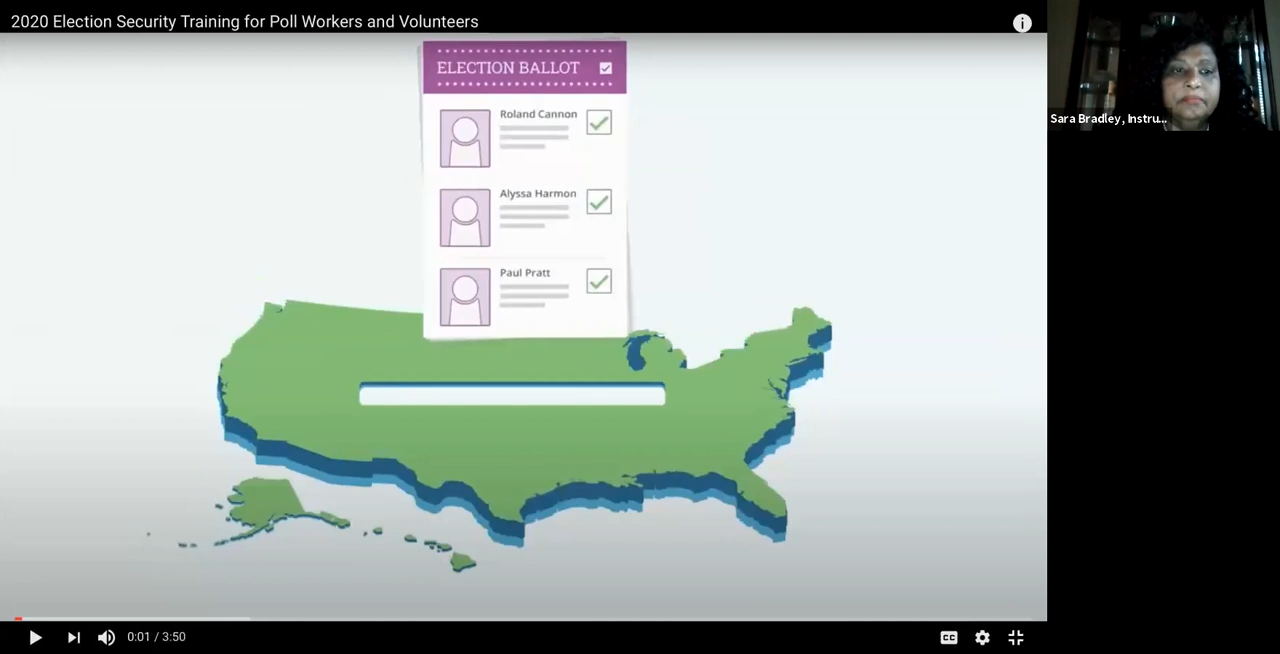 2020 Election Security Training for Poll Workers and Volunteers
i
ELECTION BALLOT
Roland Cannon
Alyssa Harmon
Paul Pratt
Sara Bradley, Instru...
0:01 / 3:50
CC